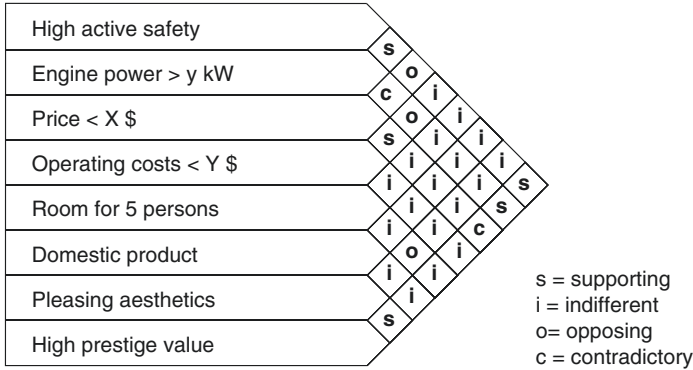 High active safety
s
Engine power > y kW o
c i
Price < X $ o i
s i i
Operating costs < Y $ i i i
i i i s
Room for 5 persons i i s
i i c
Domestic product o i
i i
Pleasing aesthetics i
s
High prestige value
s = supporting
i = indifferent
o= opposing
c = contradictory